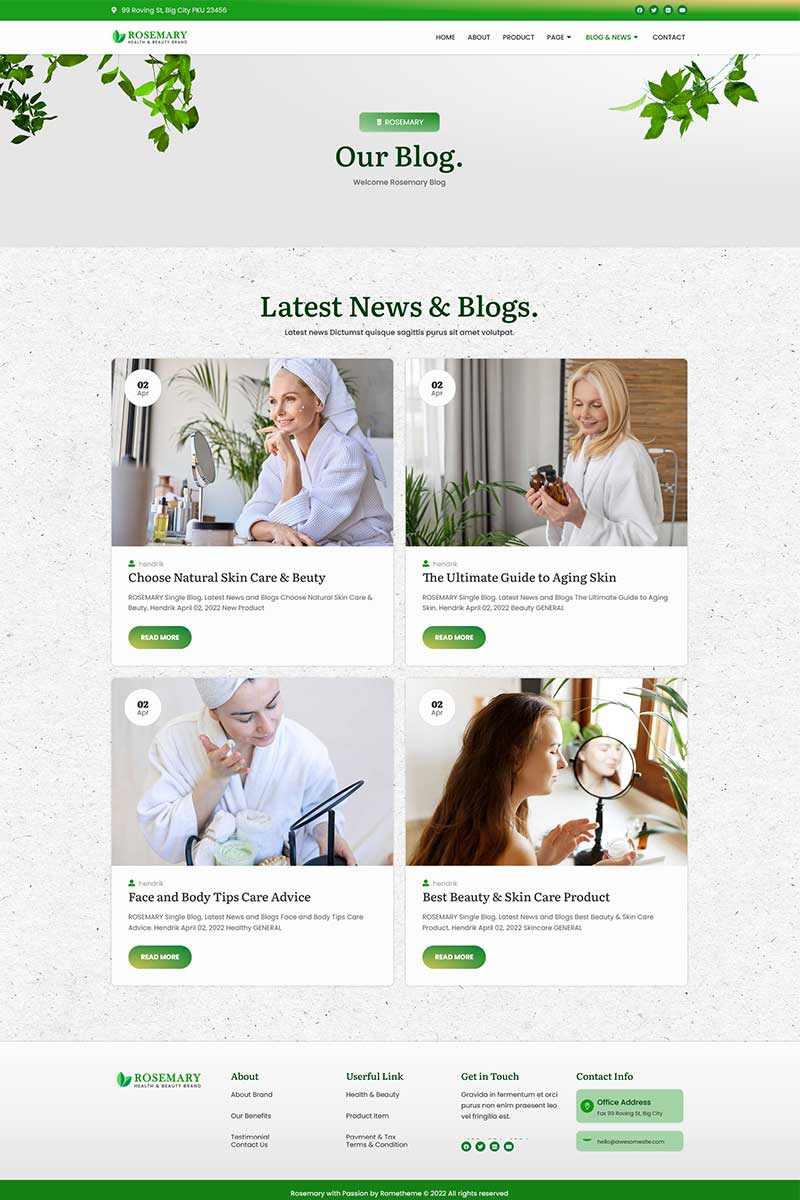 99 Roving St, Big City PKU 23456
ROSEMARY
HEALTH & BEAUTY BRAND
HOME ABOUT PRODUCT PAGE BLOG & NEWS CONTACT
ROSEMARY
Our Blog.
Welcome Rosemary Blog
Latest News & Blogs.
Latest news Dictumst quisque sagittis purus sit amet volutpat.
02
Apr
hendrik
Choose Natural Skin Care & Beuty
ROSEMARY Single Blog. Latest News and Blogs Choose Natural Skin Care &
Beuty. Hendrik April 02, 2022 New Product
READ MORE
02
Apr
hendrik
The Ultimate Guide to Aging Skin
ROSEMARY Single Blog. Latest News and Blogs The Ultimate Guide to Aging
Skin. Hendrik April 02, 2022 Beauty GENERAL
READ MORE
02
Apr
hendrik
Face and Body Tips Care Advice
ROSEMARY Single Blog. Latest News and Blogs Face and Body Tips Care
Advice. Hendrik April 02, 2022 Healthy GENERAL
READ MORE
02
Apr
hendrik
Best Beauty & Skin Care Product
ROSEMARY Single Blog. Latest News and Blogs Best Beauty & Skin Care
Product. Hendrik April 02, 2022 Skincare GENERAL
READ MORE
ROSEMARY
HEALTH & BEAUTY BRAND
About
About Brand
Our Benefits
Testimonial
Contact Us
Userful Link
Health & Beauty
Product Item
Payment & Tax
Terms & Condition
Get in Touch
Gravida in fermentum et orci
purus non enim praesent leo
vel fringilla est.
Contact Info
Office Address
Fax 99 Roving St, Big City
hello@awesomesite.com
Rosemary with Passion by Rometheme © 2022 All rights reserved